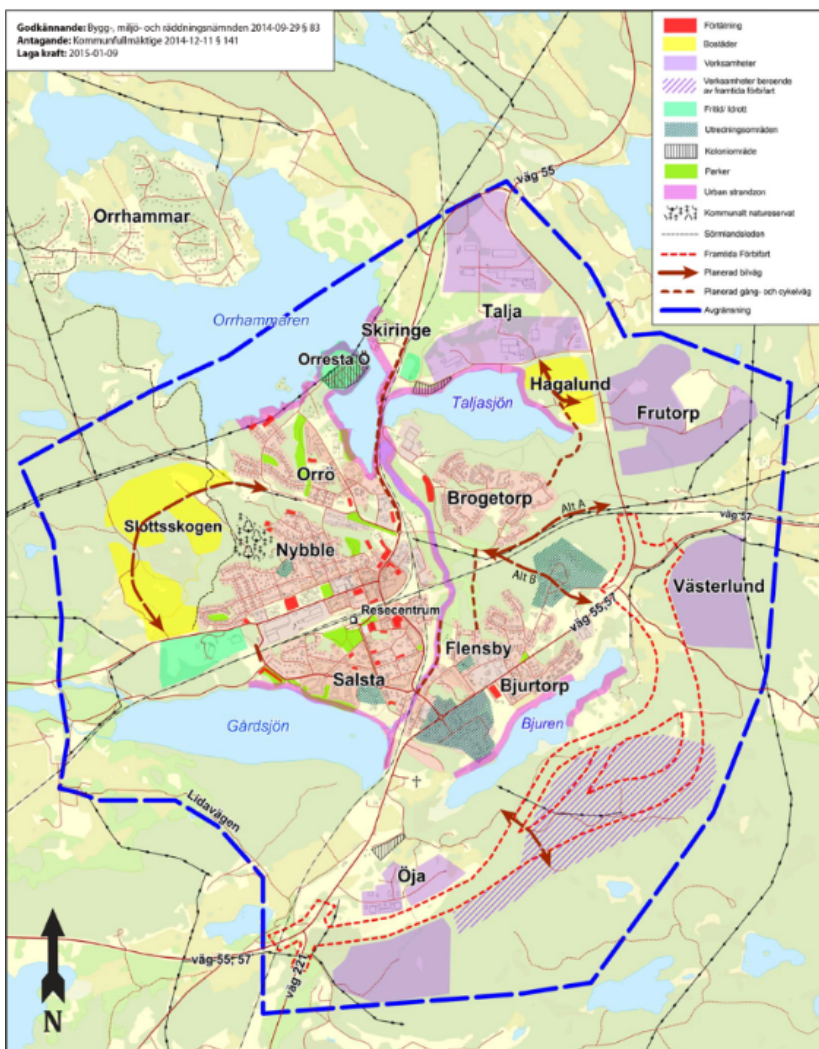 Godkännande: Bygg-, miljö- och räddningsnämnden 2014-09-29 § 83
Antagande: Kommunfullmäktige 2014-12-11 § 141
Laga kraft: 2015-01-09
Förtätning
Bostäder
Verksamheter
Verksamheter beroende
av framtida förbifart
Fritid/ Idrott
Utredningsområden
Koloniområde
Parker
Urban strandzon
Kommunalt naturreservat
Sörmlandsleden
Framtida Förbifart
Planerad bilväg
Planerad gång- och cykelväg
Avgränsning
väg 55
Orrhammar
Orrhammaren
Skiringe
Talja
Orresta Ö
Hagalund
Taljasjön
Frutorp
Orrö
Brogetorp
Alt A
Slottsskogen
väg 57
Nybble
Alt B
Västerlund
Resecentrum
väg 55;57
Flensby
Salsta
Bjurtorp
Gårdsjön
Bjuren
Lidavägen
Öja
väg 55; 57
väg 221
N